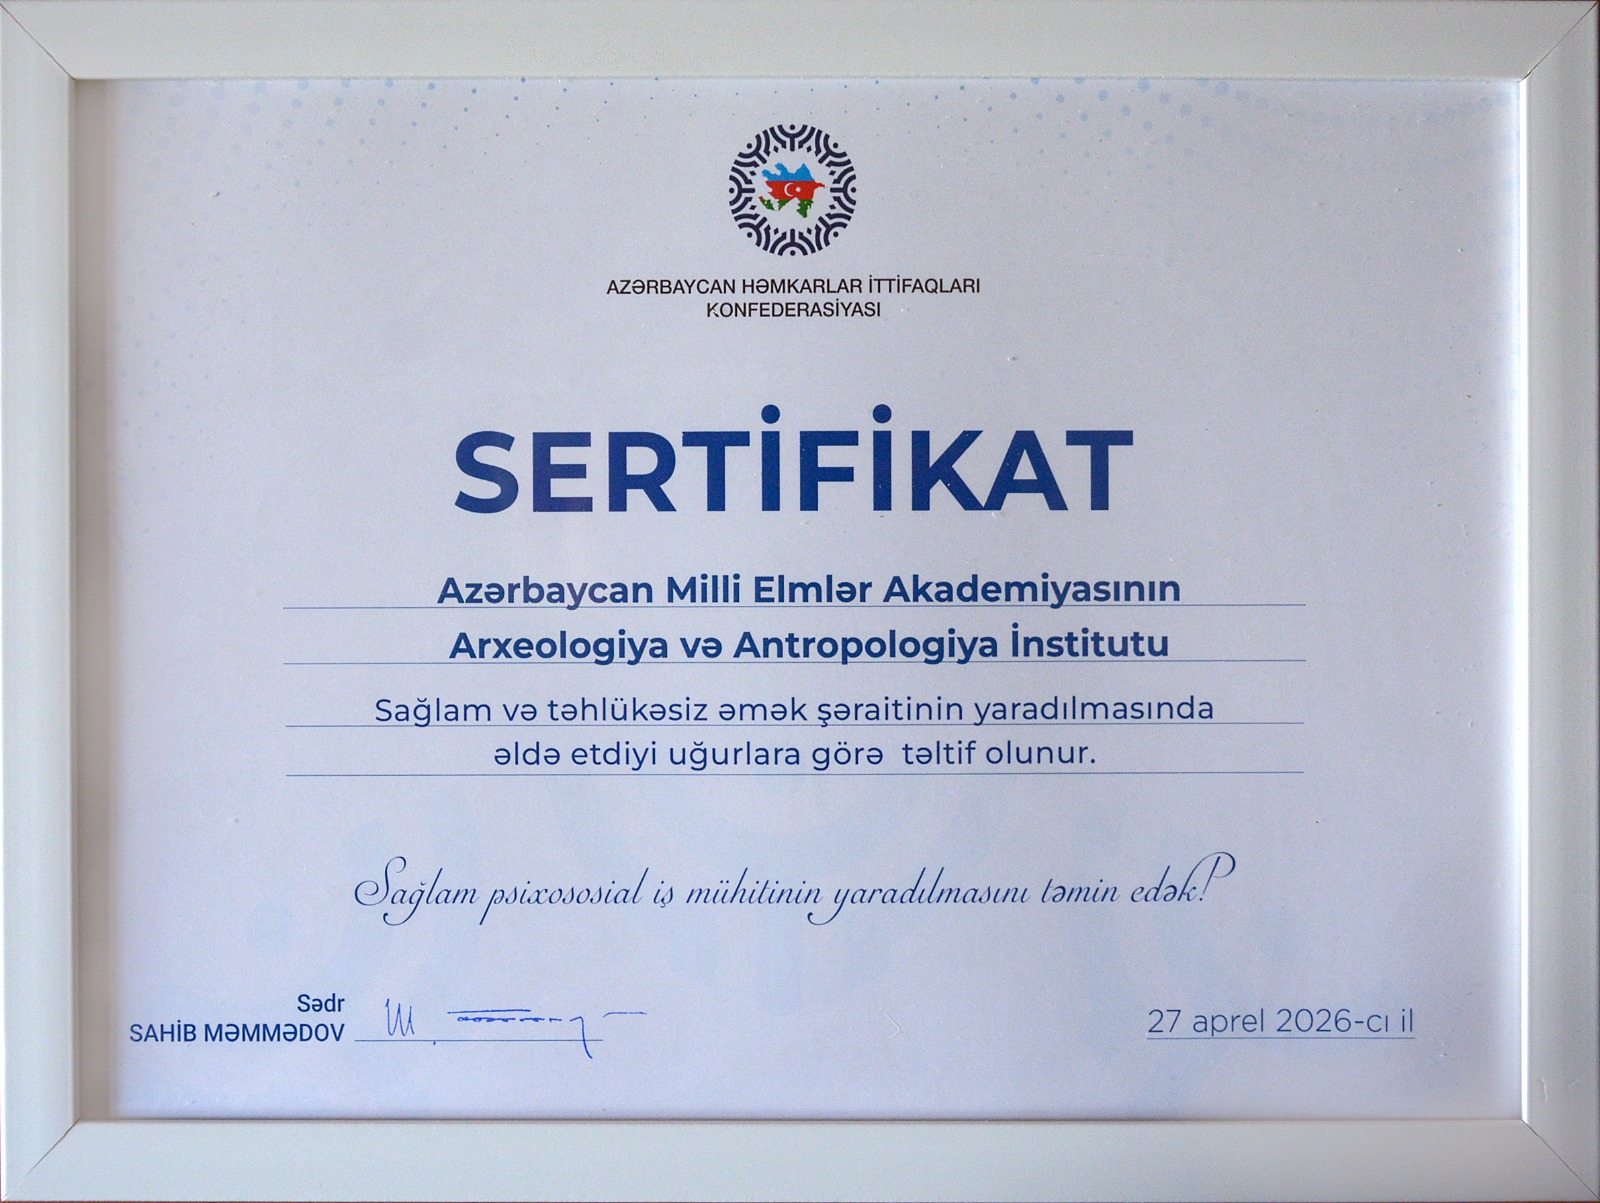 AZƏRBAYCAN HƏMKARLAR İTTİFAQLARI
KONFEDERASİYASI
SERTİFİKAT
Azərbaycan Milli Elmlər Akademiyasının
Arxeologiya və Antropologiya İnstitutu
Sağlam və təhlükəsiz əmək şəraitinin yaradılmasında
əldə etdiyi uğurlara görə təltif olunur.
Sağlam psixososial iş mühitinin yaradılmasını təmin edək!
Sədr
SAHİB MƏMMƏDOV
27 aprel 2026-cı il